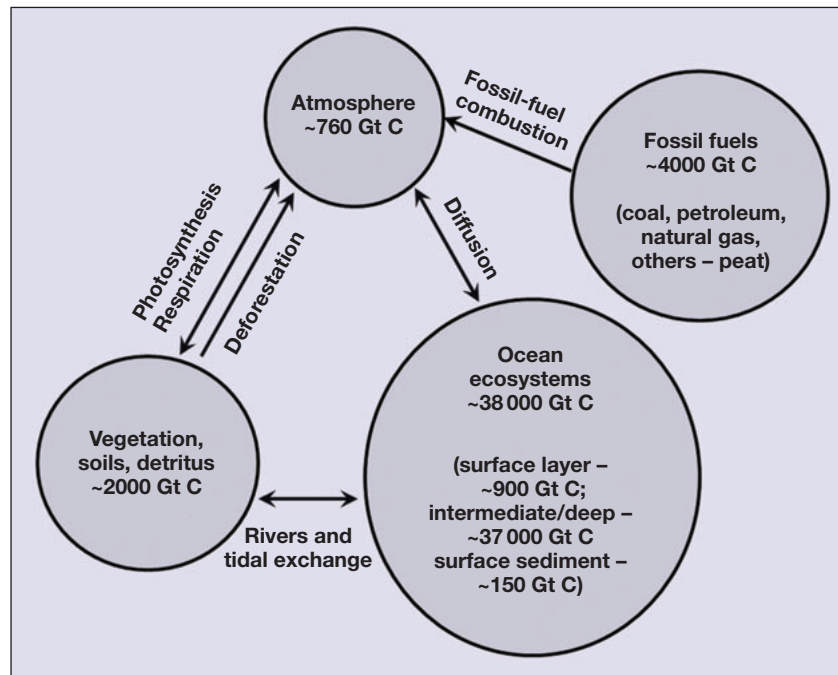 Atmosphere
~760 Gt C
Fossil-fuel
combustion
Fossil fuels
~4000 Gt C
(coal, petroleum,
natural gas,
others – peat)
Photosynthesis
Respiration
Deforestation
Diffusion
Vegetation,
soils, detritus
~2000 Gt C
Rivers and
tidal exchange
Ocean
ecosystems
~38 000 Gt C
(surface layer –
~900 Gt C;
intermediate/deep –
~37 000 Gt C
surface sediment –
~150 Gt C)